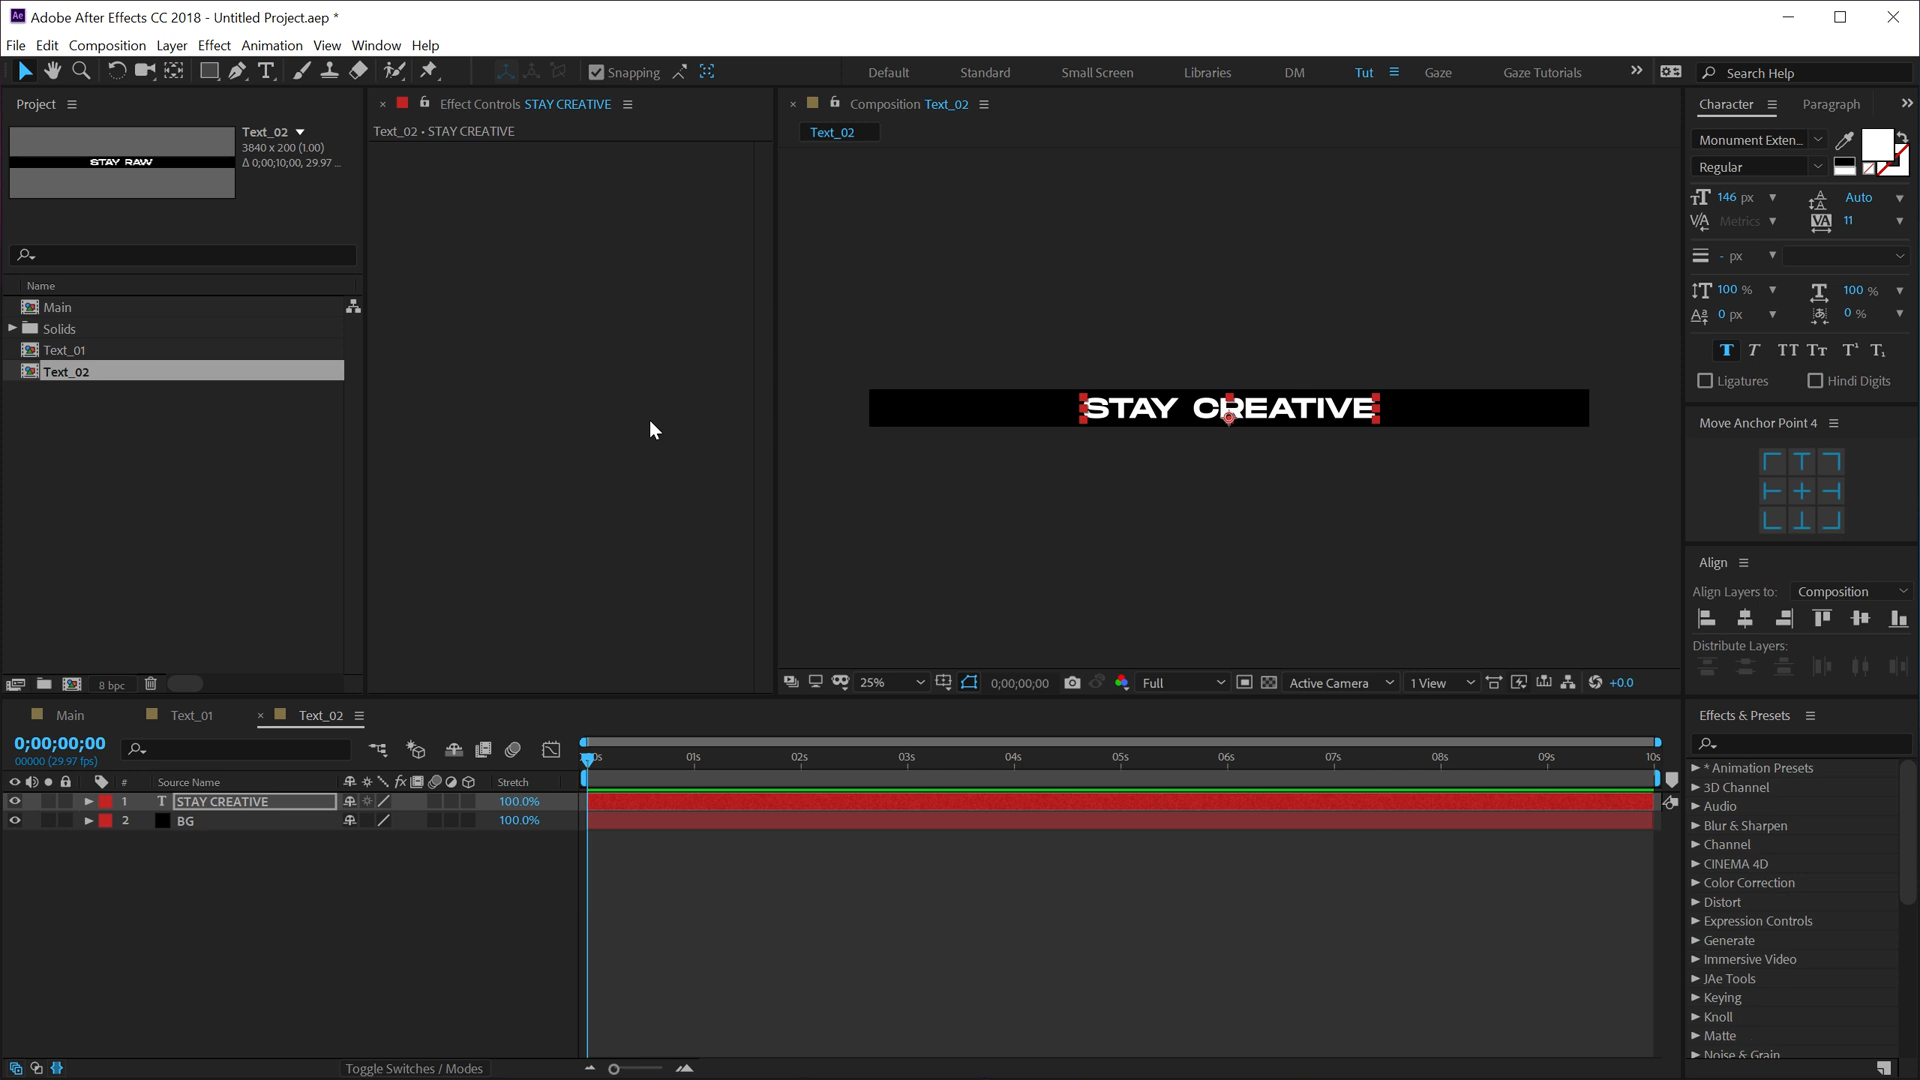 Adobe After Effects CC 2018 - Untitled Project.aep *
File Edit Composition Layer Effect Animation View Window Help
Snapping Default Standard Small Screen Libraries DM Tut Gaze Gaze Tutorials Search Help
Project
Text_02
3840 x 200 (1.00)
Δ 0;00;10;00, 29.97 ...
STAY RAW
Name
Main
Solids
Text_01
Text_02
8 bpc
Effect Controls STAY CREATIVE
Text_02 • STAY CREATIVE
Composition Text_02
Text_02
STAY CREATIVE
25% 0;00;00;00 Full Active Camera 1 View +0.0
Character Paragraph
Monument Exten...
Regular
146 px Auto
Metrics 11
- px
100 % 100 %
0 px 0 %
Ligatures Hindi Digits
Move Anchor Point 4
Align
Align Layers to: Composition
Distribute Layers:
Main Text_01 Text_02
0;00;00;00
00000 (29.97 fps)
01s 02s 03s 04s 05s 06s 07s 08s 09s 10s
# Source Name Stretch
1 STAY CREATIVE 100.0%
2 BG 100.0%
Toggle Switches / Modes
Effects & Presets
* Animation Presets
3D Channel
Audio
Blur & Sharpen
Channel
CINEMA 4D
Color Correction
Distort
Expression Controls
Generate
Immersive Video
JAe Tools
Keying
Knoll
Matte
Noise & Grain